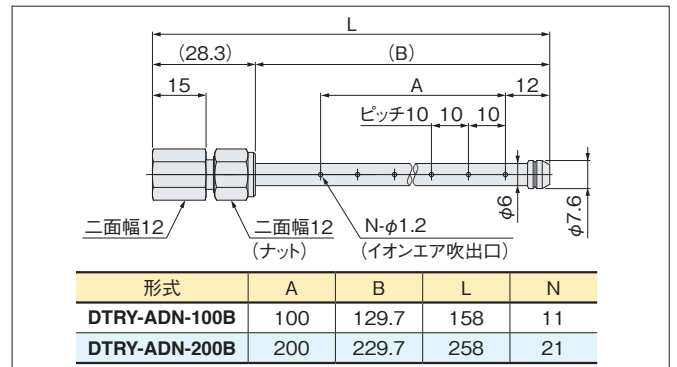 L
(28.3)
(B)
15
A
12
ピッチ10
10
10
二面幅12
二面幅12
(ナット)
N-φ1.2
(イオンエア吹出口)
φ6
φ7.6
形式 A B L N
DTRY-ADN-100B 100 129.7 158 11
DTRY-ADN-200B 200 229.7 258 21